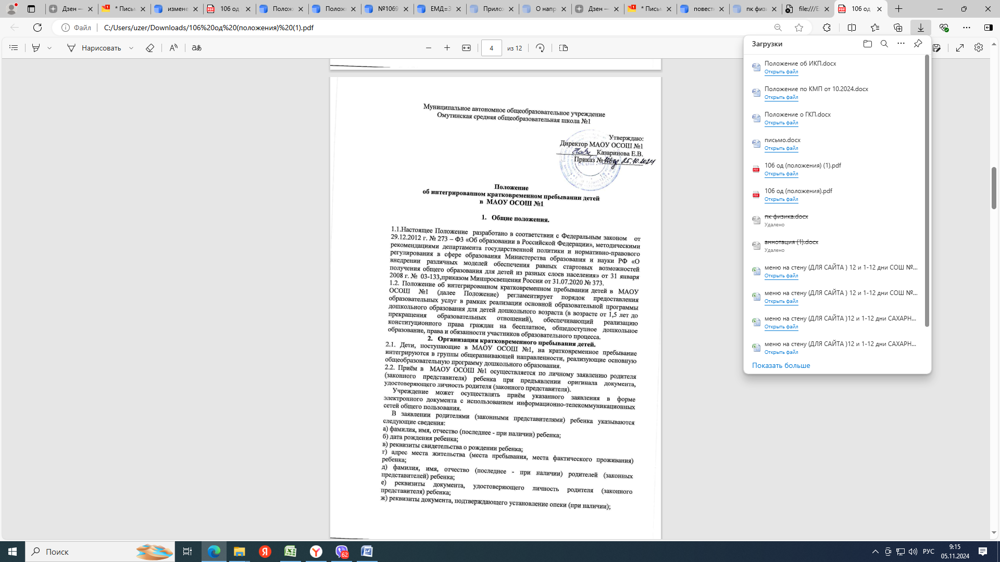 Дзен —
* Письм
измене
106 од
Полож
Полож
№1069
ЕМД=З
Прило
О напр
Дзен —
* Письм
повестк
пк физи
file:///E
106 од
Файл
C:/Users/uzer/Downloads/106%20од%20(положения)%20(1).pdf
Нарисовать
4 из 12
Загрузки
Положение об ИКП.docx
Открыть файл
Положение по КМП от 10.2024.docx
Открыть файл
Положение о ГКП.docx
Открыть файл
письмо.docx
Открыть файл
106 од (положения) (1).pdf
Открыть файл
106 од (положения).pdf
Открыть файл
пк физика.docx
Удалено
аннотация (1).docx
Удалено
меню на стену (ДЛЯ САЙТА ) 12 и 1-12 дни СОШ №...
Открыть файл
меню на стену (ДЛЯ САЙТА ) 12 и 1-12 дни СОШ №...
Открыть файл
меню на стену (ДЛЯ САЙТА )12 и 1-12 дни САХАРН...
Открыть файл
меню на стену (ДЛЯ САЙТА )12 и 1-12 дни САХАРН...
Открыть файл
Показать больше
Муниципальное автономное общеобразовательное учреждение
Омутинская средняя общеобразовательная школа №1
Утверждаю:
Директор МАОУ ОСОШ №1
Казаринова Е.В.
Приказ № 106од 25.10.2024
Положение
об интегрированном кратковременном пребывании детей
в МАОУ ОСОШ №1
1. Общие положения.
1.1.Настоящее Положение разработано в соответствии с Федеральным законом от
29.12.2012 г. № 273 – ФЗ «Об образовании в Российской Федерации», методическими
рекомендациями департамента государственной политики и нормативно-правового
регулирования в сфере образования Министерства образования и науки РФ «О
внедрении различных моделей обеспечения равных стартовых возможностей
получения общего образования для детей из разных слоев населения» от 31 января
2008 г. № 03-133,приказом Минпросвещения России от 31.07.2020 № 373.
1.2. Положение об интегрированном кратковременном пребывании детей в МАОУ
ОСОШ №1 (далее Положение) регламентирует порядок предоставления
образовательных услуг в рамках реализации основной образовательной программы
дошкольного образования для детей дошкольного возраста (в возрасте от 1,5 лет до
прекращения образовательных отношений), обеспечивающий реализацию
конституционного права граждан на бесплатное, общедоступное дошкольное
образование, права и обязанности участников образовательного процесса.
2. Организация кратковременного пребывания детей.
2.1. Дети, поступающие в МАОУ ОСОШ №1, на кратковременное пребывание
интегрируются в группы общеразвивающей направленности, реализующие основную
общеобразовательную программу дошкольного образования.
2.2. Приём в МАОУ ОСОШ №1 осуществляется по личному заявлению родителя
(законного представителя) ребенка при предъявлении оригинала документа,
удостоверяющего личность родителя (законного представителя).
Учреждение может осуществлять приём указанного заявления в форме
электронного документа с использованием информационно-телекоммуникационных
сетей общего пользования.
В заявлении родителями (законными представителями) ребенка указываются
следующие сведения:
а) фамилия, имя, отчество (последнее - при наличии) ребенка;
б) дата рождения ребенка;
в) реквизиты свидетельства о рождении ребенка;
г) адрес места жительства (места пребывания, места фактического проживания)
ребенка;
д) фамилия, имя, отчество (последнее - при наличии) родителей (законных
представителей) ребенка;
е) реквизиты документа, удостоверяющего личность родителя (законного
представителя) ребенка;
ж) реквизиты документа, подтверждающего установление опеки (при наличии);
Поиск
62
РУС
9:15
05.11.2024